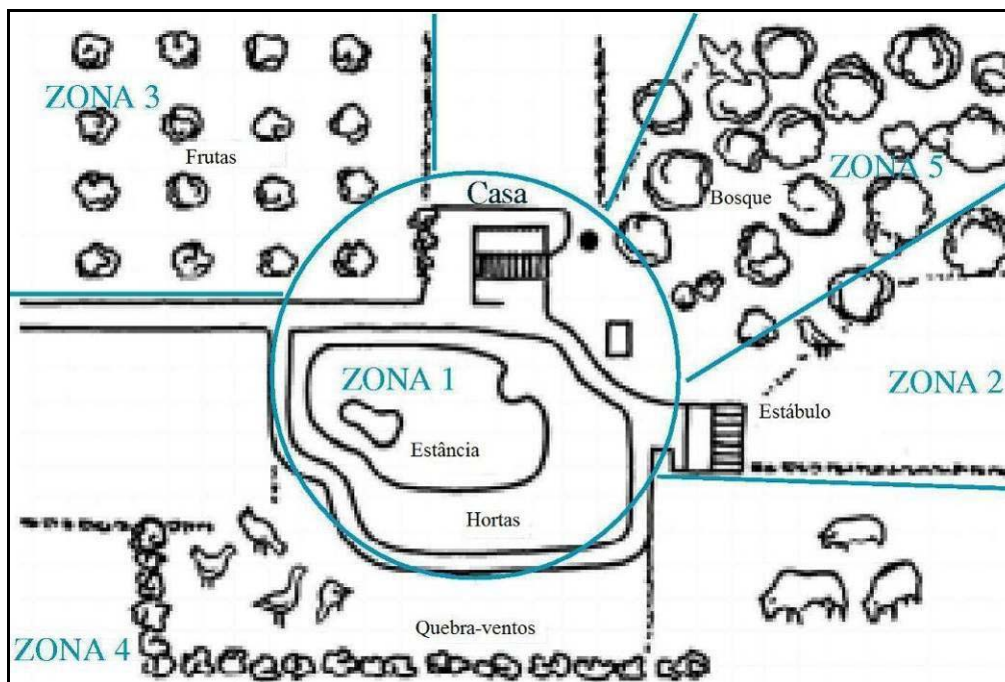 ZONA 3
Frutas
Casa
ZONA 5
Bosque
ZONA 1
ZONA 2
Estábulo
Estância
Hortas
Quebra-ventos
ZONA 4